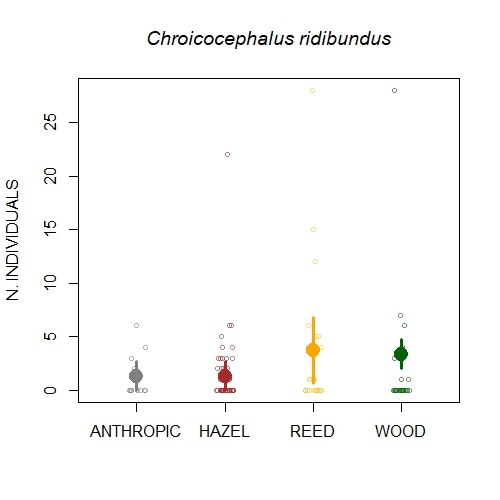 Chroicocephalus ridibundus
N. INDIVIDUALS
25
20
15
10
5
0
ANTHROPIC HAZEL REED WOOD